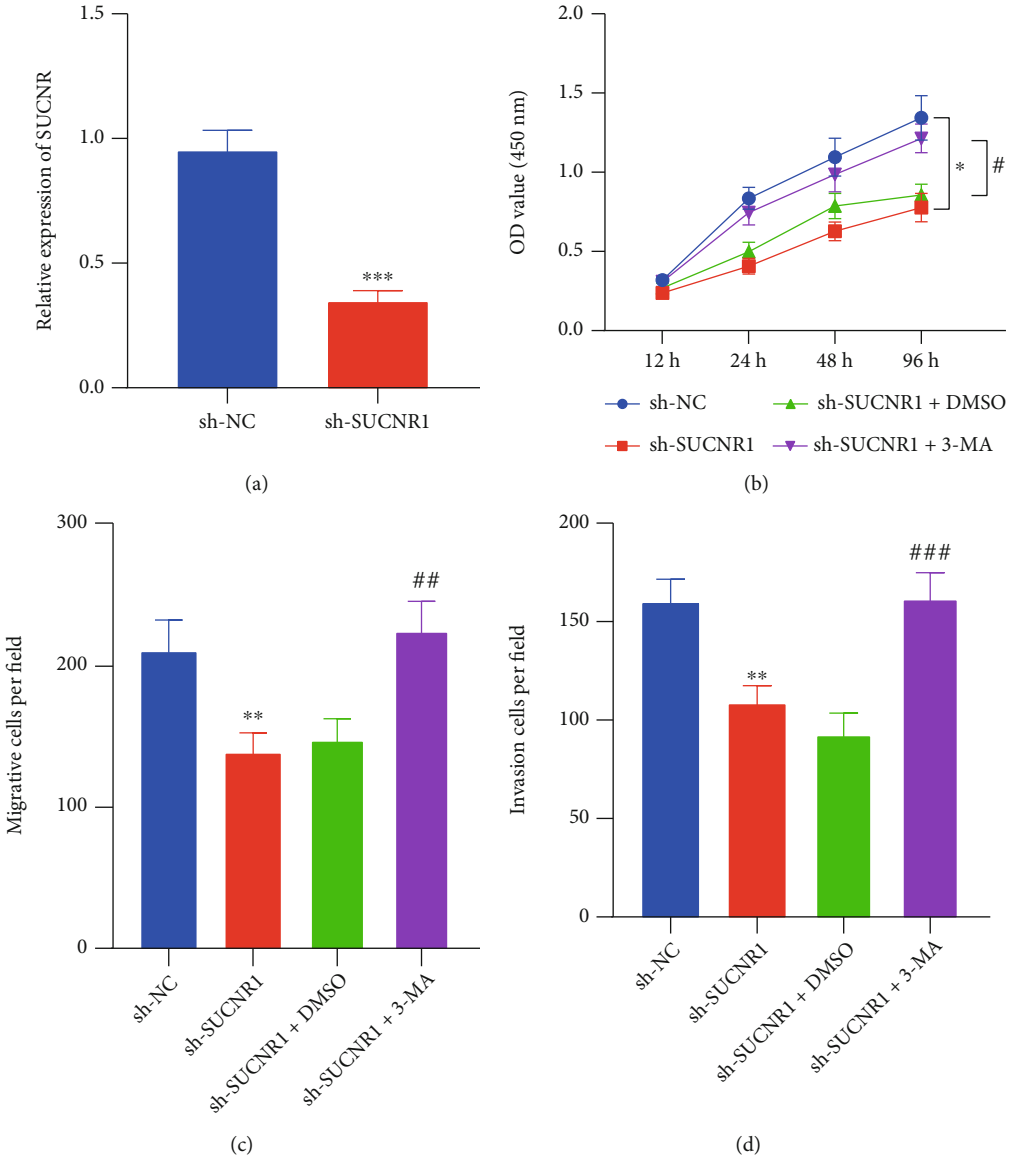 Relative expression of SUCNR
1.5
1.0
0.5
0.0
***
sh-NC
sh-SUCNR1
(a)
OD value (450 nm)
2.0
1.5
1.0
0.5
0.0
*
#
12 h
24 h
48 h
96 h
sh-NC
sh-SUCNR1 + DMSO
sh-SUCNR1
sh-SUCNR1 + 3-MA
(b)
Migrative cells per field
300
200
100
0
**
##
sh-NC
sh-SUCNR1
sh-SUCNR1 + DMSO
sh-SUCNR1 + 3-MA
(c)
Invasion cells per field
200
150
100
50
0
**
###
sh-NC
sh-SUCNR1
sh-SUCNR1 + DMSO
sh-SUCNR1 + 3-MA
(d)